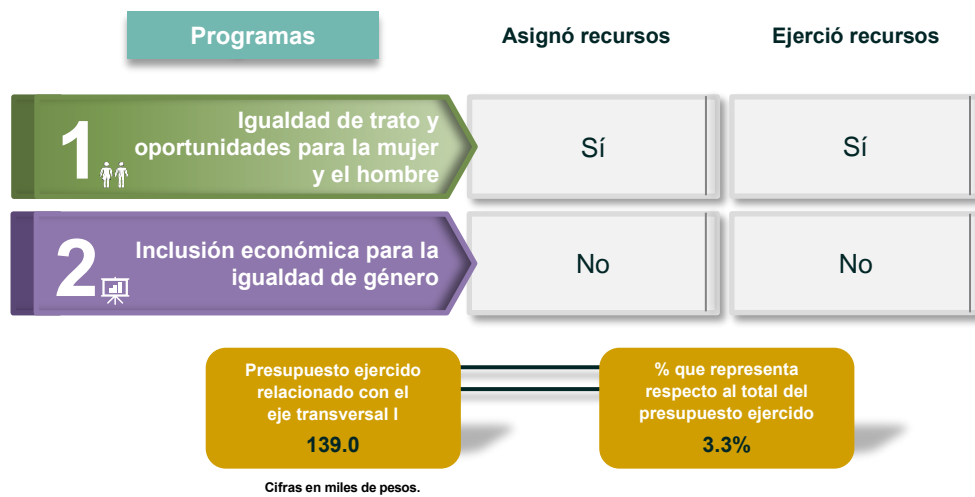 Programas
Asignó recursos
Ejerció recursos
1
Igualdad de trato y
oportunidades para la mujer
y el hombre
Sí
Sí
2
Inclusión económica para la
igualdad de género
No
No
Presupuesto ejercido
relacionado con el
eje transversal I
139.0
% que representa
respecto al total del
presupuesto ejercido
3.3%
Cifras en miles de pesos.